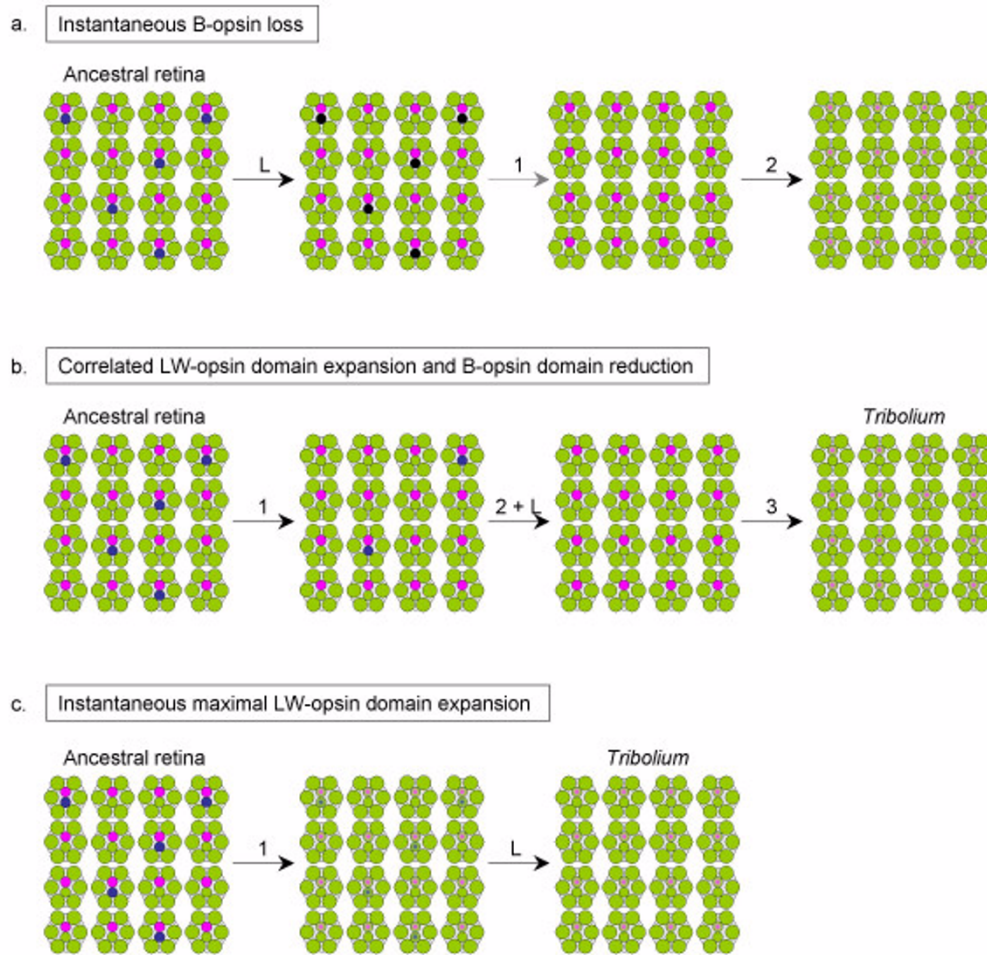 a. Instantaneous B-opsin loss
Ancestral retina
L 1 2
b. Correlated LW-opsin domain expansion and B-opsin domain reduction
Ancestral retina Tribolium
1 2 + L 3
c. Instantaneous maximal LW-opsin domain expansion
Ancestral retina Tribolium
1 L